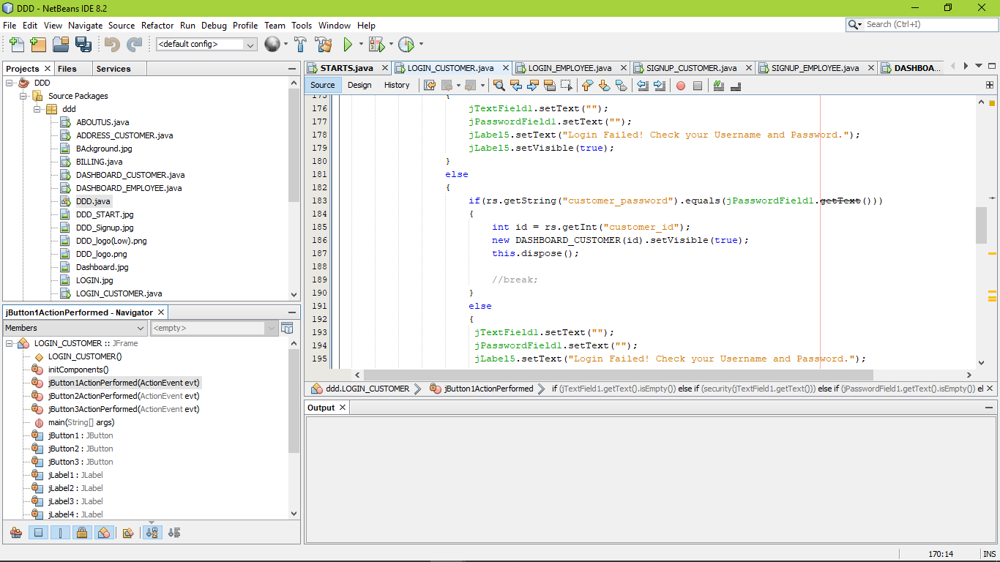 DDD - NetBeans IDE 8.2
File Edit View Navigate Source Refactor Run Debug Profile Team Tools Window Help
Search (Ctrl+I)
<default config>
Projects Files Services
DDD
Source Packages
ddd
ABOUTUS.java
ADDRESS_CUSTOMER.java
BAckground.jpg
BILLING.java
DASHBOARD_CUSTOMER.java
DASHBOARD_EMPLOYEE.java
DDD.java
DDD_START.jpg
DDD_Signup.jpg
DDD_logo(Low).png
DDD_logo.png
Dashboard.jpg
LOGIN.jpg
LOGIN_CUSTOMER.java
jButton1ActionPerformed - Navigator
Members <empty>
LOGIN_CUSTOMER :: JFrame
LOGIN_CUSTOMER()
initComponents()
jButton1ActionPerformed(ActionEvent evt)
jButton2ActionPerformed(ActionEvent evt)
jButton3ActionPerformed(ActionEvent evt)
main(String[] args)
jButton1 : JButton
jButton2 : JButton
jButton3 : JButton
jLabel1 : JLabel
jLabel2 : JLabel
jLabel3 : JLabel
jLabel4 : JLabel
STARTS.java LOGIN_CUSTOMER.java LOGIN_EMPLOYEE.java SIGNUP_CUSTOMER.java SIGNUP_EMPLOYEE.java DASHBOA...
Source Design History
175 {
176 jTextField1.setText("");
177 jPasswordField1.setText("");
178 jLabel5.setText("Login Failed! Check your Username and Password.");
179 jLabel5.setVisible(true);
180 }
181 else
182 {
183 if(rs.getString("customer_password").equals(jPasswordField1.getText()))
184 {
185 int id = rs.getInt("customer_id");
186 new DASHBOARD_CUSTOMER(id).setVisible(true);
187 this.dispose();
188
189 //break;
190 }
191 else
192 {
193 jTextField1.setText("");
194 jPasswordField1.setText("");
195 jLabel5.setText("Login Failed! Check your Username and Password.");
ddd.LOGIN_CUSTOMER jButton1ActionPerformed if (jTextField1.getText().isEmpty()) else if (security(jTextField1.getText())) else if (jPasswordField1.getText().isEmpty()) el
Output
170:14 INS